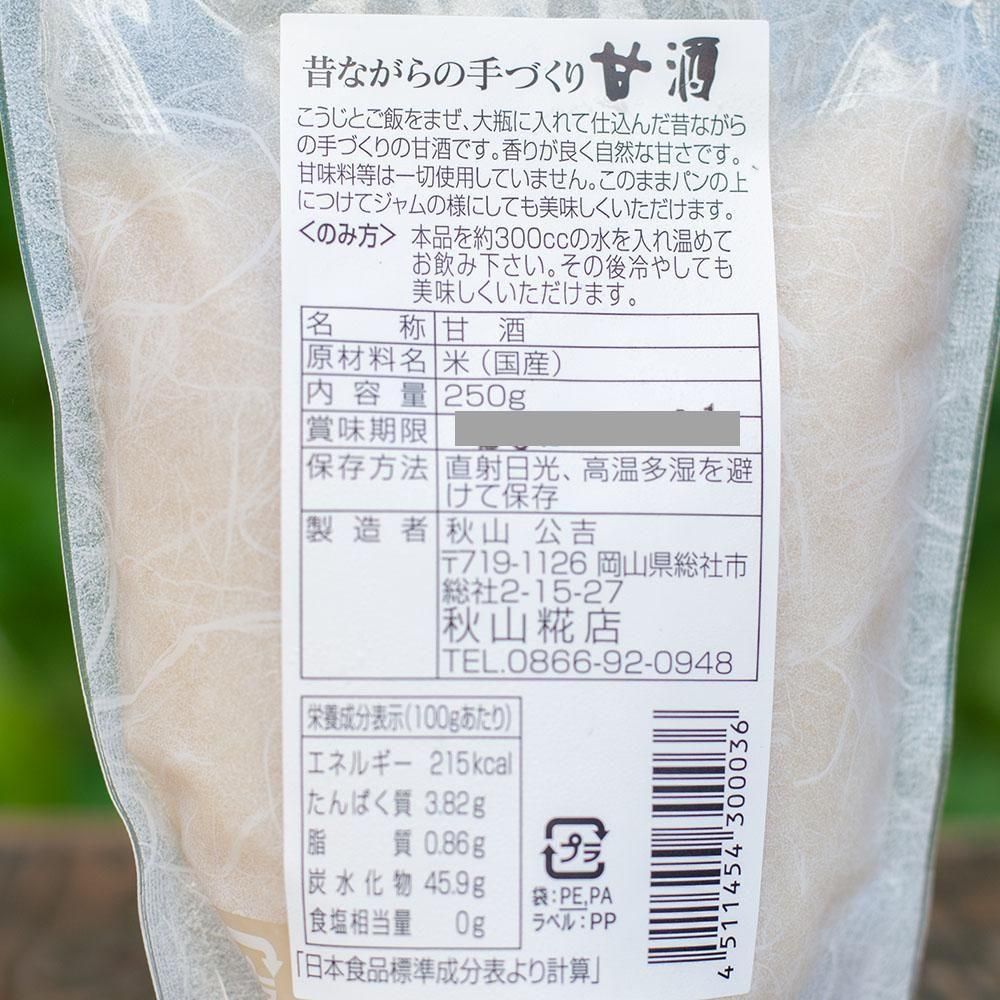 昔ながらの手づくり 甘酒
こうじとご飯をまぜ、大瓶に入れて仕込んだ昔ながら
の手づくりの甘酒です。香りが良く自然な甘さです。
甘味料等は一切使用していません。このままパンの上
につけてジャムの様にしても美味しくいただけます。
<のみ方> 本品を約300ccの水を入れ温めて
お飲み下さい。その後冷やしても
美味しくいただけます。
名称 甘酒
原材料名 米(国産)
内容量 250g
賞味期限
保存方法 直射日光、高温多湿を避
けて保存
製造者 秋山 公吉
〒719-1126 岡山県総社市
総社2-15-27
秋山糀店
TEL.0866-92-0948
栄養成分表示(100gあたり)
エネルギー 215kcal
たんぱく質 3.82g
脂質 0.86g
炭水化物 45.9g
食塩相当量 0g
「日本食品標準成分表より計算」
プラ
袋:PE,PA
ラベル:PP
4 511454 300036